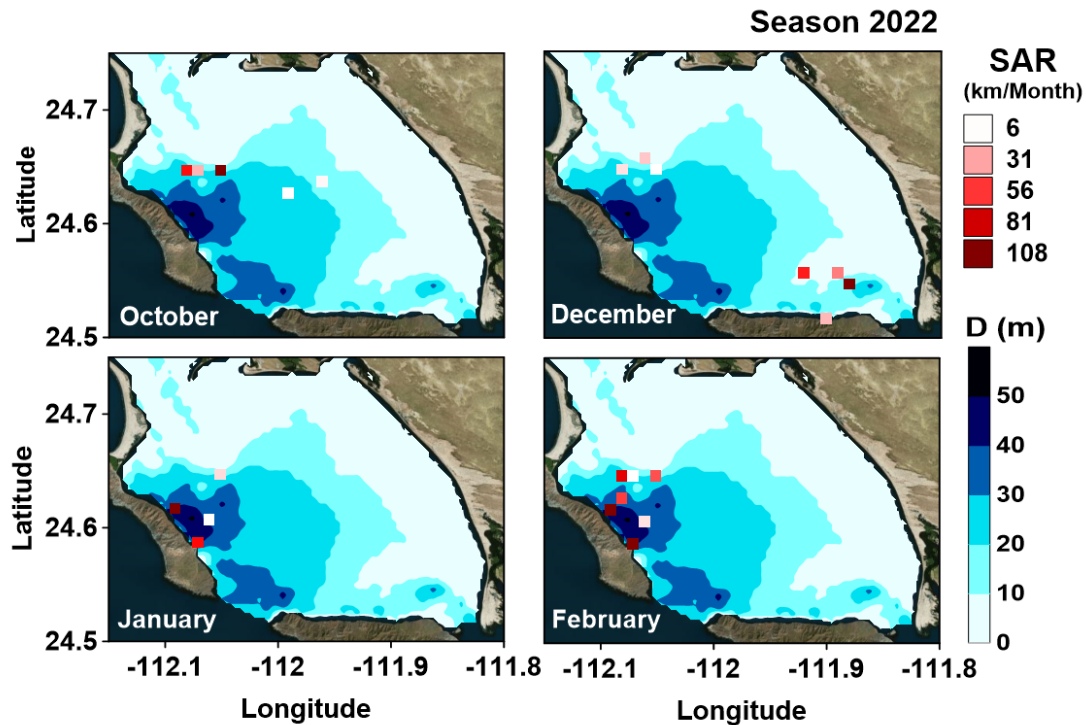 Season 2022
SAR
(km/Month)
6
31
56
81
108
Latitude
24.7
24.6
24.5
October
December
D (m)
50
40
30
20
10
0
Latitude
24.7
24.6
24.5
January
February
-112.1 -112 -111.9 -111.8
-112.1 -112 -111.9 -111.8
Longitude
Longitude